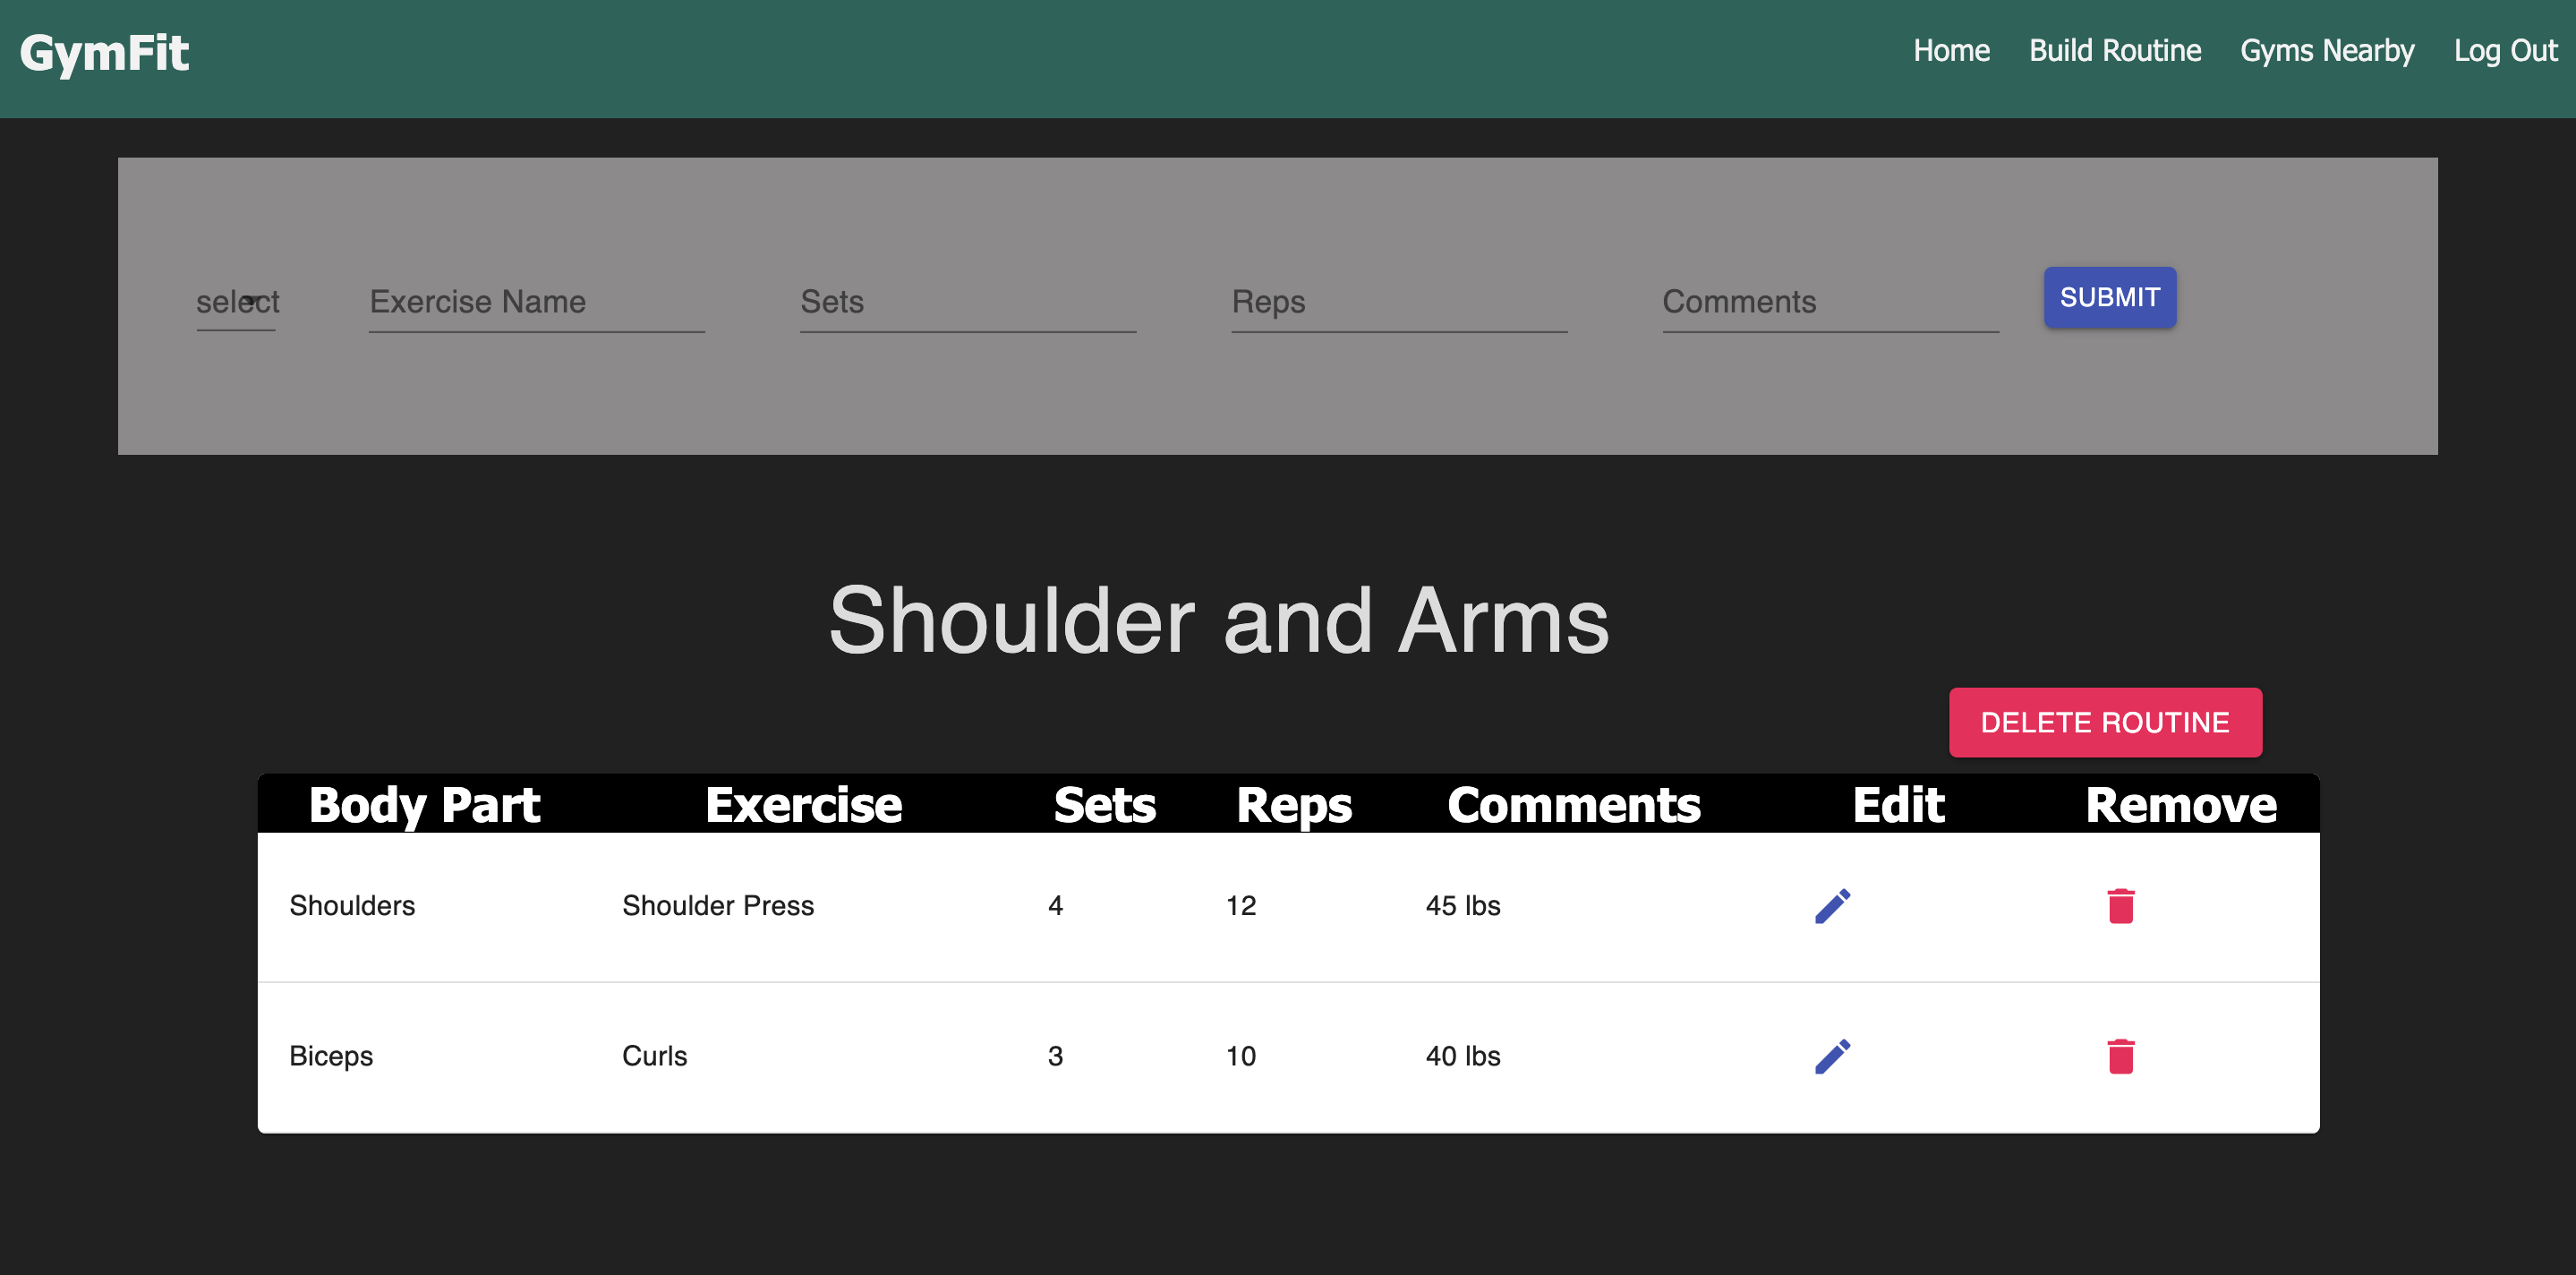 GymFit Home Build Routine Gyms Nearby Log Out
select Exercise Name Sets Reps Comments SUBMIT
Shoulder and Arms
DELETE ROUTINE
Body Part Exercise Sets Reps Comments Edit Remove
Shoulders Shoulder Press 4 12 45 lbs
Biceps Curls 3 10 40 lbs